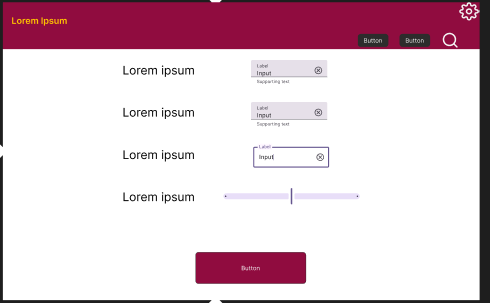 Lorem Ipsum
Button
Button
Lorem ipsum
Label
Input
Supporting text
Lorem ipsum
Label
Input
Supporting text
Lorem ipsum
Label
Input
Lorem ipsum
Button